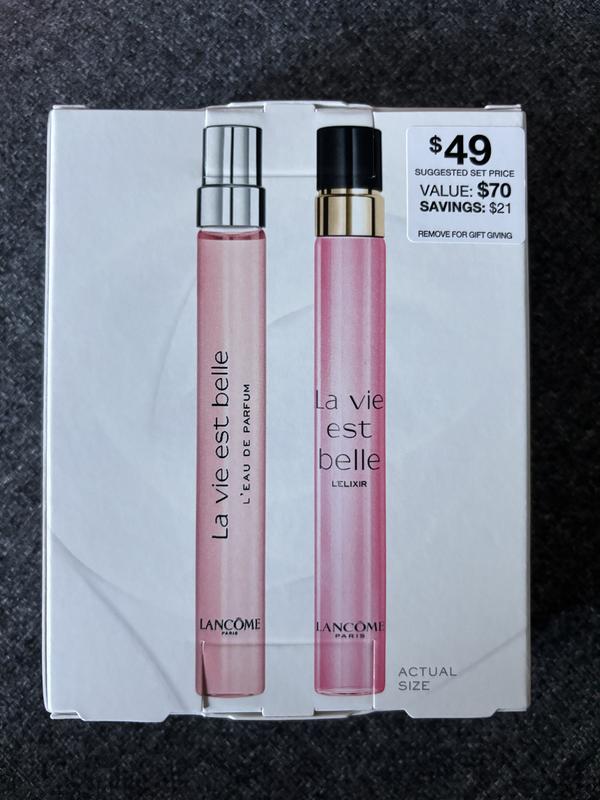 $49
SUGGESTED SET PRICE
VALUE: $70
SAVINGS: $21
REMOVE FOR GIFT GIVING
La vie est belle
L'EAU DE PARFUM
LANCÔME
PARIS
La vie
est
belle
L'ELIXIR
LANCÔME
PARIS
ACTUAL
SIZE